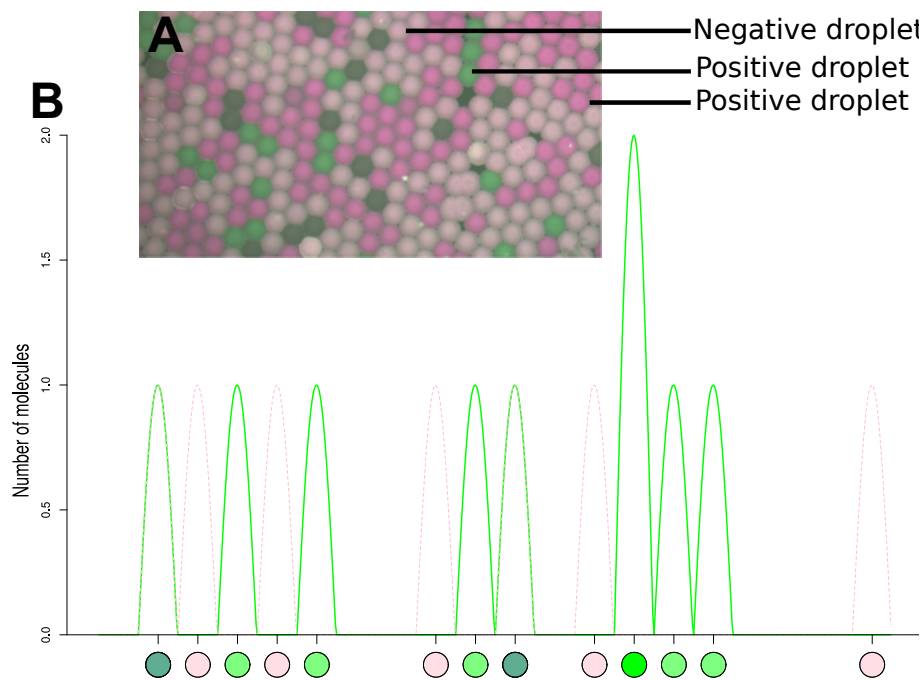 A
Negative droplet
Positive droplet
Positive droplet
B
2.0
1.5
1.0
0.5
0.0
Number of molecules